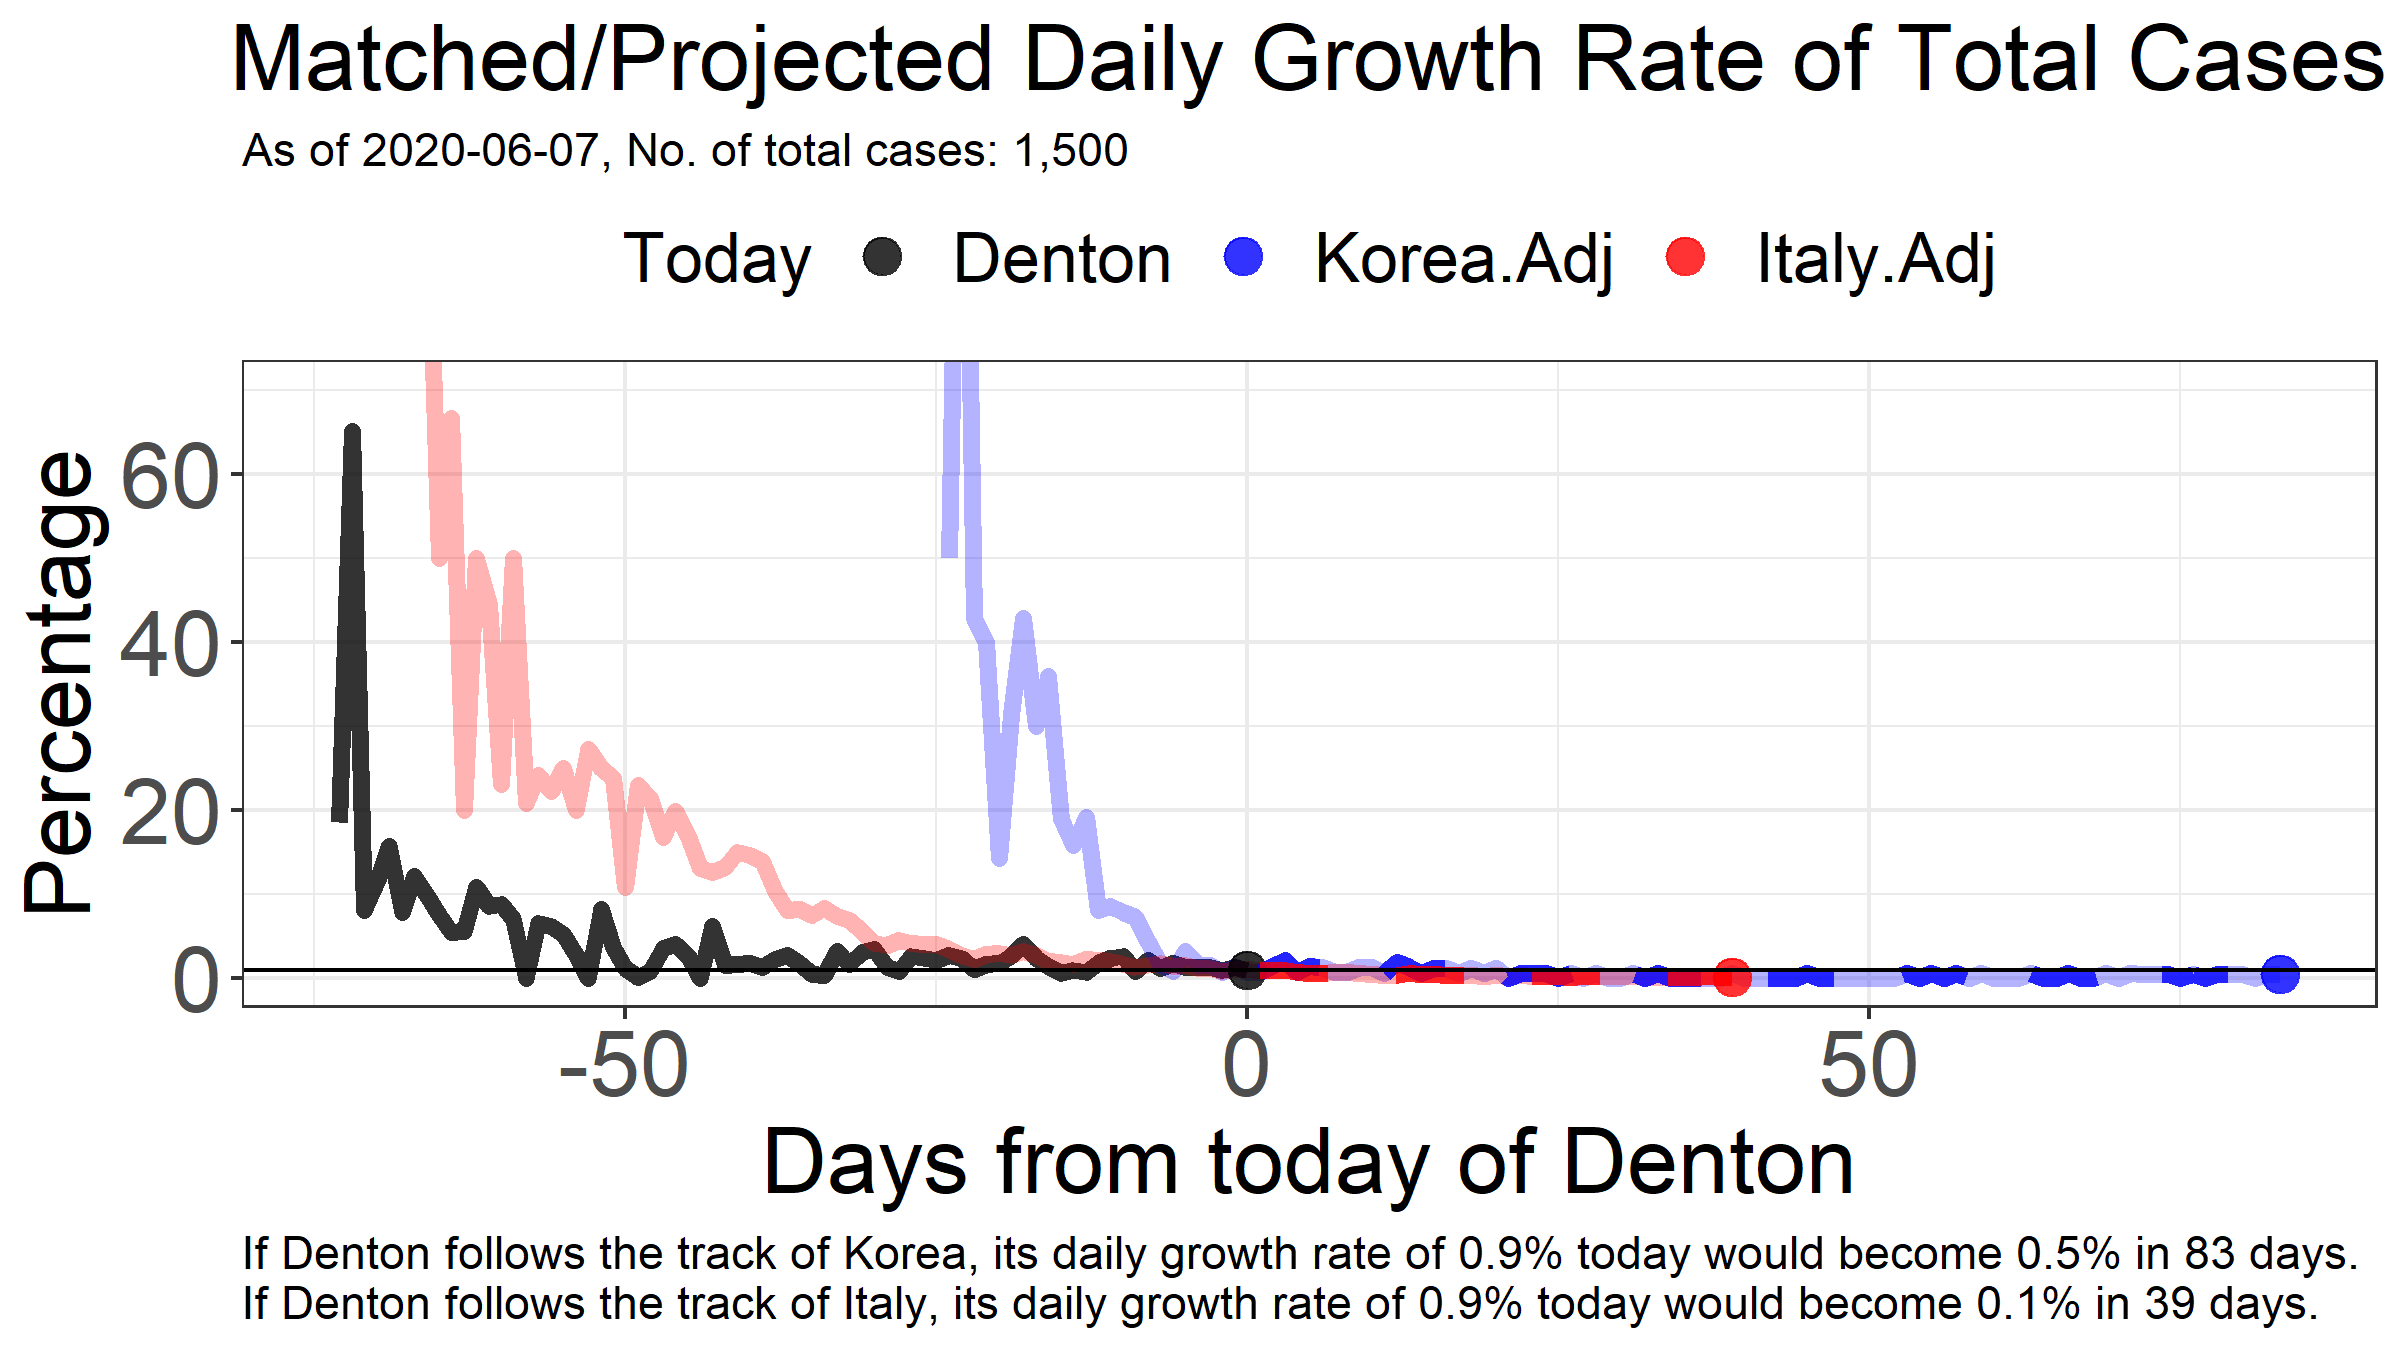 Matched/Projected Daily Growth Rate of Total Cases
As of 2020-06-07, No. of total cases: 1,500
Today Denton Korea.Adj Italy.Adj
Percentage
60
40
20
0
-50 0 50
Days from today of Denton
If Denton follows the track of Korea, its daily growth rate of 0.9% today would become 0.5% in 83 days.
If Denton follows the track of Italy, its daily growth rate of 0.9% today would become 0.1% in 39 days.